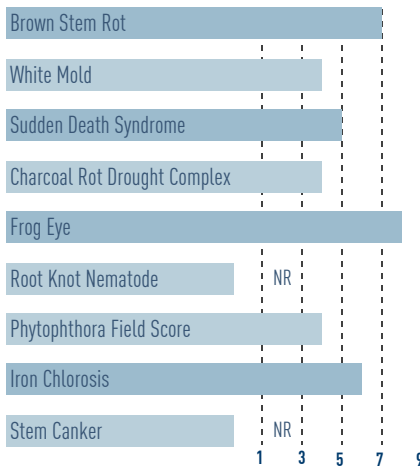 Brown Stem Rot
White Mold
Sudden Death Syndrome
Charcoal Rot Drought Complex
Frog Eye
Root Knot Nematode NR
Phytophthora Field Score
Iron Chlorosis
Stem Canker NR
1 3 5 7 9